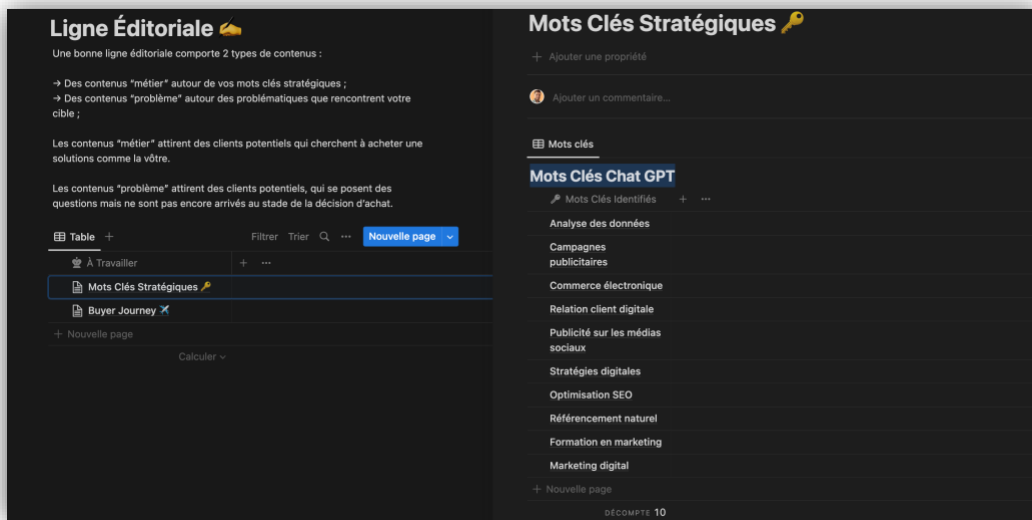 Ligne Éditoriale ✍️
Une bonne ligne éditoriale comporte 2 types de contenus :
→ Des contenus "métier" autour de vos mots clés stratégiques ;
→ Des contenus "problème" autour des problématiques que rencontrent votre
cible ;
Les contenus "métier" attirent des clients potentiels qui cherchent à acheter une
solutions comme la vôtre.
Les contenus "problème" attirent des clients potentiels, qui se posent des
questions mais ne sont pas encore arrivés au stade de la décision d'achat.
Table +
Filtrer Trier ··· Nouvelle page
À Travailler + ···
Mots Clés Stratégiques 🔑
Buyer Journey ✈️
+ Nouvelle page
Calculer
Mots Clés Stratégiques 🔑
+ Ajouter une propriété
Ajouter un commentaire...
Mots clés
Mots Clés Chat GPT
Mots Clés Identifiés + ···
Analyse des données
Campagnes
publicitaires
Commerce électronique
Relation client digitale
Publicité sur les médias
sociaux
Stratégies digitales
Optimisation SEO
Référencement naturel
Formation en marketing
Marketing digital
+ Nouvelle page
DÉCOMPTE 10